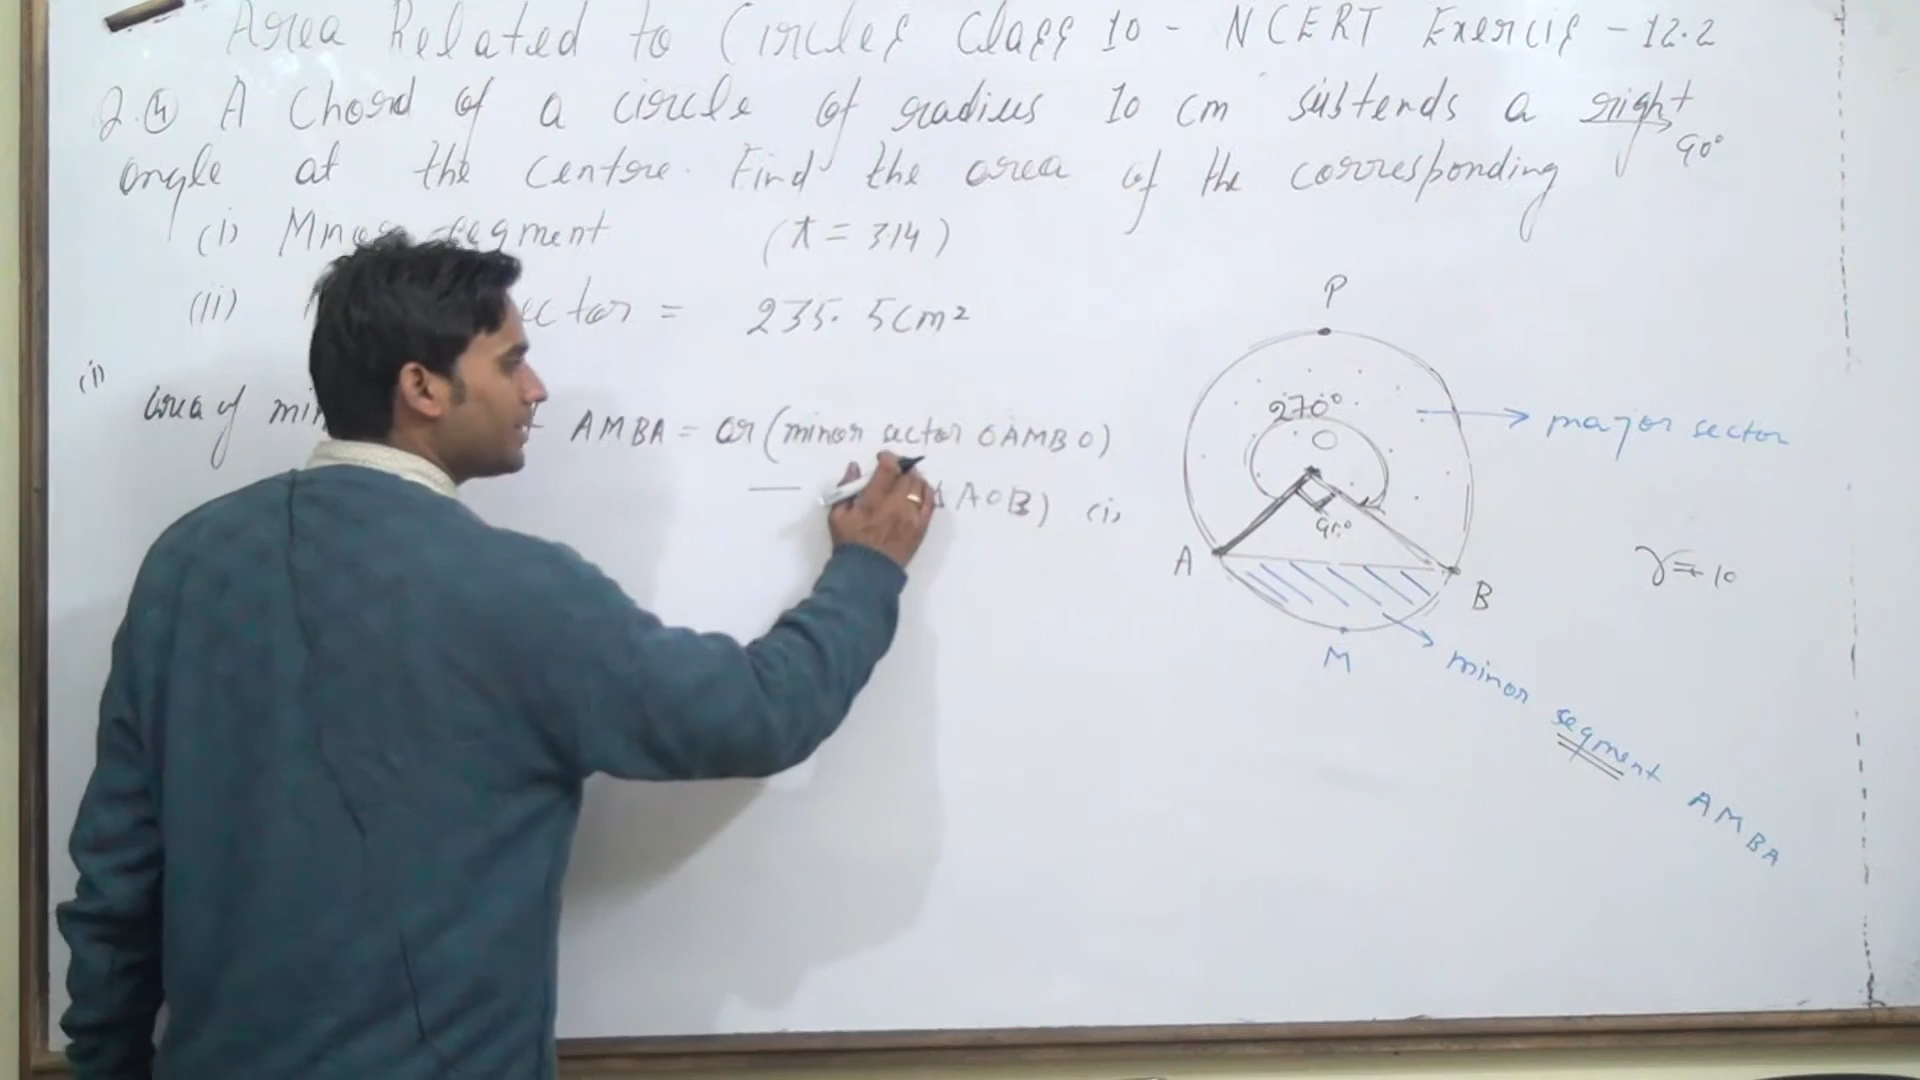 Area Related to Circles Class 10 - NCERT Exercis - 12.2
Q.4 A Chord of a circle of radius 10 cm subtends a right
90°
angle at the centre. Find the area of the corresponding
(i) segment (π = 3.14)
(ii) = 235.5 cm²
(i)
area of AMBA = ar (minor sector OAMBO)
— AOB) (i)
P
270°
O
90°
A
B
M
major sector
r = 10
minor segment AMBA